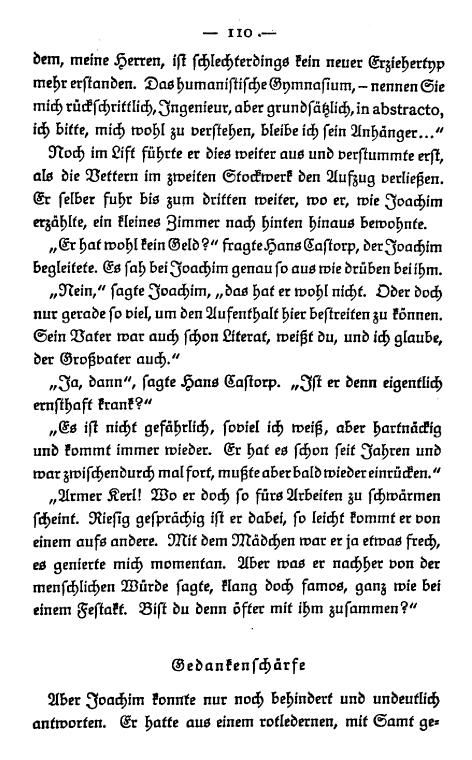 — 110 —
dem, meine Herren, ist schlechterdings kein neuer Erziehertyp
mehr erstanden. Das humanistische Gymnasium, – nennen Sie
mich rückschrittlich, Ingenieur, aber grundsätzlich, in abstracto,
ich bitte, mich wohl zu verstehen, bleibe ich sein Anhänger…“
Noch im Lift führte er dies weiter aus und verstummte erst,
als die Vettern im zweiten Stockwerk den Aufzug verließen.
Er selber fuhr bis zum dritten weiter, wo er, wie Joachim
erzählte, ein kleines Zimmer nach hinten hinaus bewohnte.
„Er hat wohl kein Geld?“ fragte Hans Castorp, der Joachim
begleitete. Es sah bei Joachim genau so aus wie drüben bei ihm.
„Nein,“ sagte Joachim, „das hat er wohl nicht. Oder doch
nur gerade so viel, um den Aufenthalt hier bestreiten zu können.
Sein Vater war auch schon Literat, weißt du, und ich glaube,
der Großvater auch.“
„Ja, dann“, sagte Hans Castorp. „Ist er denn eigentlich
ernsthaft krank?“
„Es ist nicht gefährlich, soviel ich weiß, aber hartnäckig
und kommt immer wieder. Er hat es schon seit Jahren und
war zwischendurch mal fort, mußte aber bald wieder einrücken.“
„Armer Kerl! Wo er doch so fürs Arbeiten zu schwärmen
scheint. Riesig gesprächig ist er dabei, so leicht kommt er von
einem aufs andere. Mit dem Mädchen war er ja etwas frech,
es genierte mich momentan. Aber was er nachher von der
menschlichen Würde sagte, klang doch famos, ganz wie bei
einem Festakt. Bist du denn öfter mit ihm zusammen?“
Gedankenschärfe
Aber Joachim konnte nur noch behindert und undeutlich
antworten. Er hatte aus einem rotledernen, mit Samt ge-